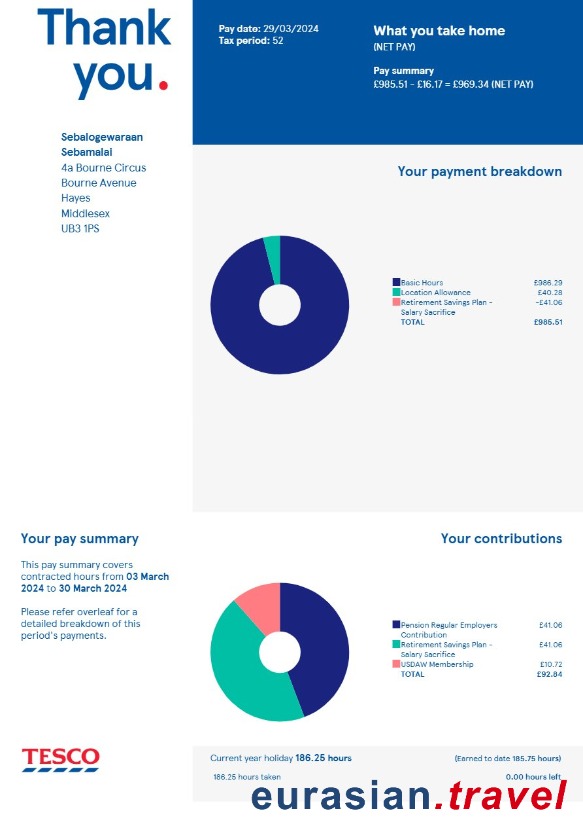 Thank
you.
Pay date: 29/03/2024
Tax period: 52
What you take home
(NET PAY)
Pay summary
£985.51 - £16.17 = £969.34 (NET PAY)
Sebalogewaraan
Sebamalai
4a Bourne Circus
Bourne Avenue
Hayes
Middlesex
UB3 1PS
Your payment breakdown
Basic Hours £986.29
Location Allowance £40.28
Retirement Savings Plan - -£41.06
Salary Sacrifice
TOTAL £985.51
Your pay summary
This pay summary covers
contracted hours from 03 March
2024 to 30 March 2024
Please refer overleaf for a
detailed breakdown of this
period's payments.
Your contributions
Pension Regular Employers £41.06
Contribution
Retirement Savings Plan - £41.06
Salary Sacrifice
USDAW Membership £10.72
TOTAL £92.84
TESCO
Current year holiday 186.25 hours (Earned to date 185.75 hours)
186.25 hours taken 0.00 hours left
eurasian.travel